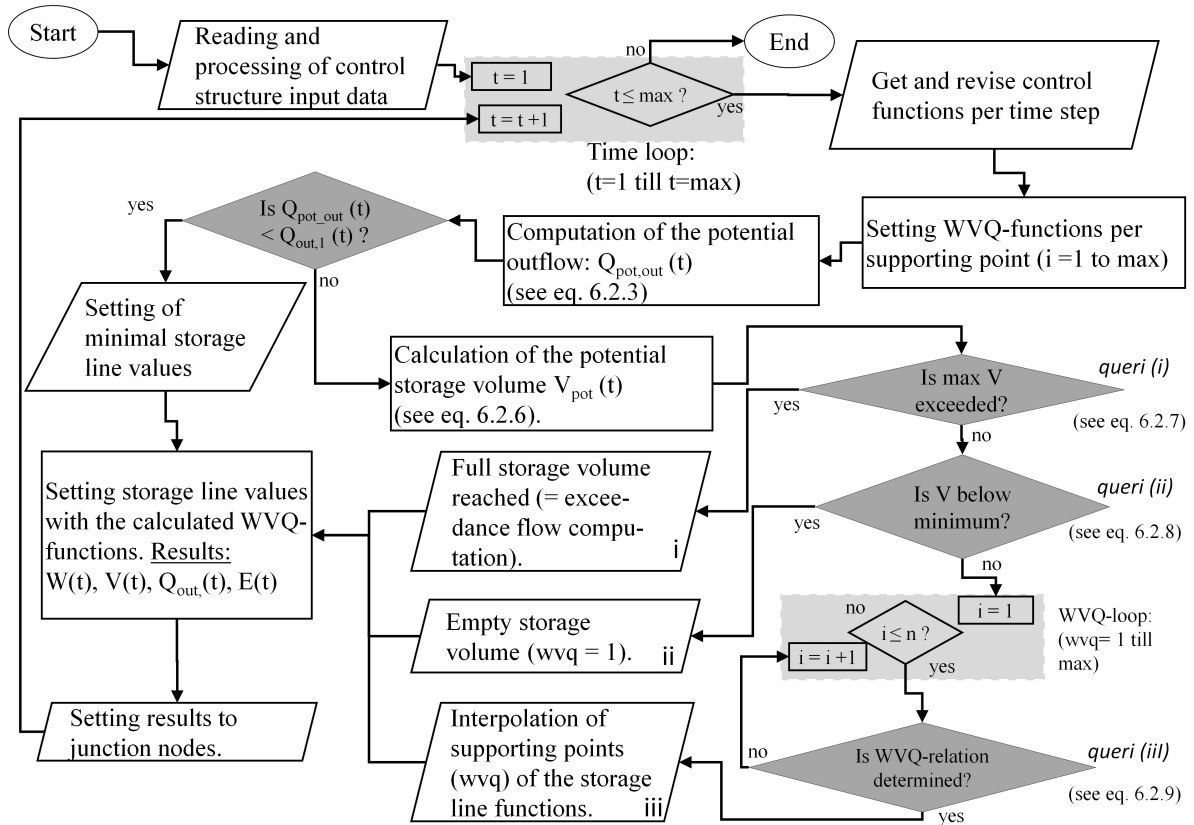 Start
Reading and
processing of control
structure input data
t = 1
t = t +1
t ≤ max ?
no
yes
End
Time loop:
(t=1 till t=max)
Get and revise control
functions per time step
Setting WVQ-functions per
supporting point (i =1 to max)
Computation of the potential
outflow: Qpot,out (t)
(see eq. 6.2.3)
Is Qpot_out (t)
< Qout,1 (t) ?
yes
no
Setting of
minimal storage
line values
Calculation of the potential
storage volume Vpot (t)
(see eq. 6.2.6).
Is max V
exceeded?
queri (i)
(see eq. 6.2.7)
yes
no
Is V below
minimum?
queri (ii)
(see eq. 6.2.8)
yes
no
Full storage volume
reached (= excee-
dance flow compu-
tation).
i
Setting storage line values
with the calculated WVQ-
functions. Results:
W(t), V(t), Qout,(t), E(t)
Empty storage
volume (wvq = 1).
ii
i = 1
no
i ≤ n ?
i = i +1
yes
WVQ-loop:
(wvq= 1 till
max)
Setting results to
junction nodes.
Interpolation of
supporting points
(wvq) of the storage
line functions.
iii
no
Is WVQ-relation
determined?
queri (iiI)
(see eq. 6.2.9)
yes